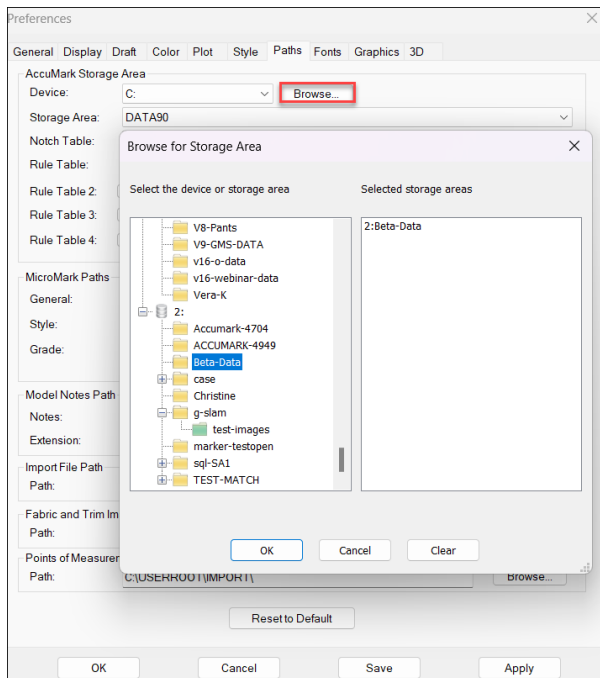 Preferences
General Display Draft Color Plot Style Paths Fonts Graphics 3D
AccuMark Storage Area
Device: C: Browse...
Storage Area: DATA90
Notch Table:
Rule Table:
Rule Table 2:
Rule Table 3:
Rule Table 4:
MicroMark Paths
General:
Style:
Grade:
Model Notes Path
Notes:
Extension:
Import File Path
Path:
Fabric and Trim Im
Path:
Points of Measurer
Path: C:\USERROOT\IMPORT\ Browse...
Reset to Default
OK Cancel Save Apply
Browse for Storage Area
Select the device or storage area
V8-Pants
V9-GMS-DATA
v16-o-data
v16-webinar-data
Vera-K
2:
Accumark-4704
ACCUMARK-4949
Beta-Data
case
Christine
g-slam
test-images
marker-testopen
sql-SA1
TEST-MATCH
Selected storage areas
2:Beta-Data
OK Cancel Clear